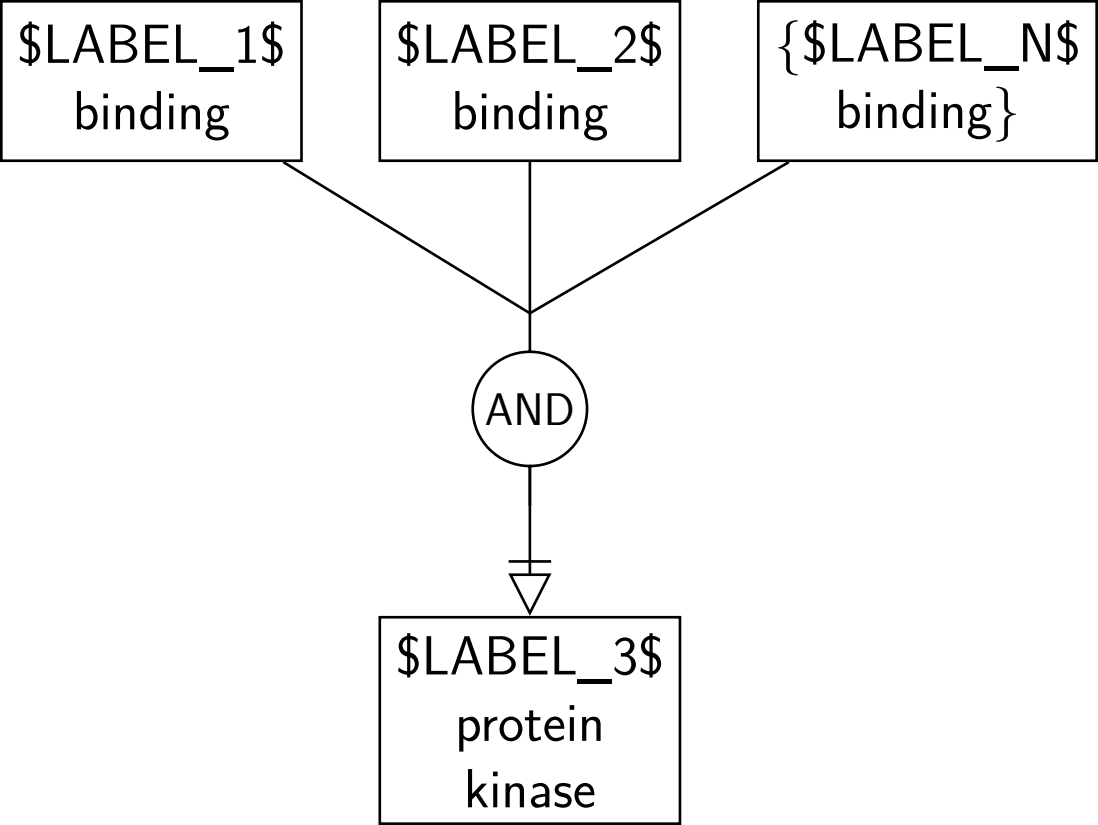 $LABEL_1$
binding
$LABEL_2$
binding
{$LABEL_N$
binding}
AND
$LABEL_3$
protein
kinase